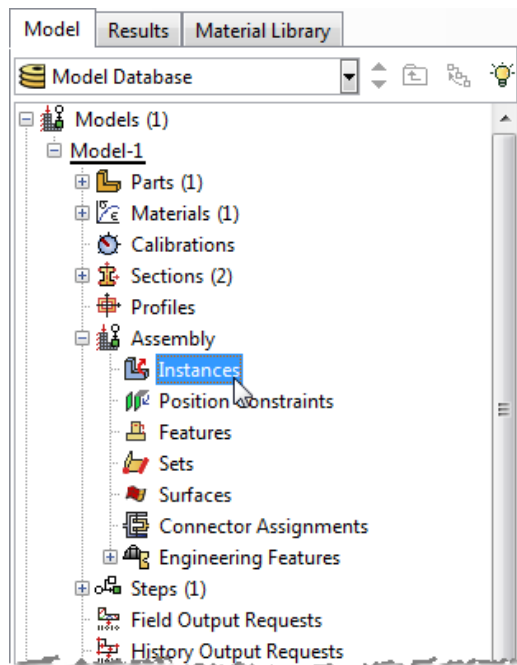 Model Results Material Library
Model Database
Models (1)
Model-1
Parts (1)
Materials (1)
Calibrations
Sections (2)
Profiles
Assembly
Instances
Position Constraints
Features
Sets
Surfaces
Connector Assignments
Engineering Features
Steps (1)
Field Output Requests
History Output Requests